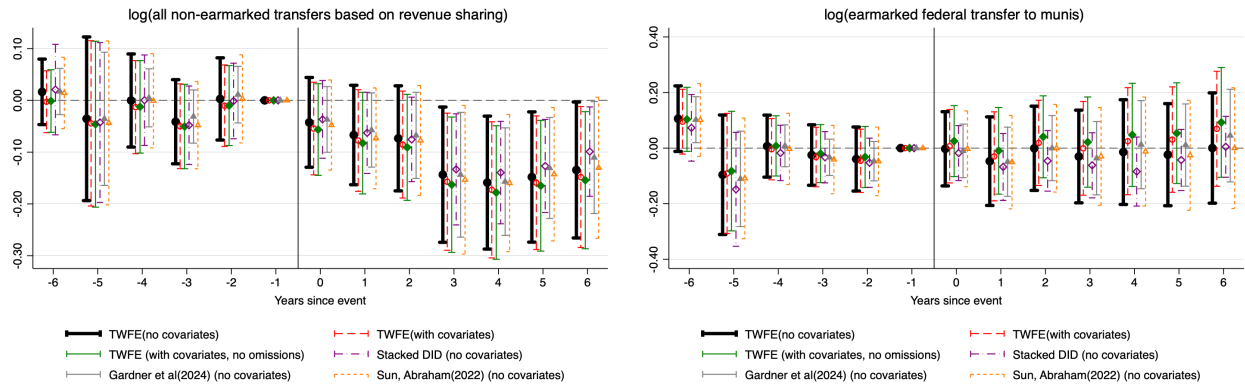 log(all non-earmarked transfers based on revenue sharing)
0.10
0.00
-0.10
-0.20
-0.30
-6 -5 -4 -3 -2 -1 0 1 2 3 4 5 6
Years since event
TWFE(no covariates) TWFE(with covariates)
TWFE (with covariates, no omissions) Stacked DID (no covariates)
Gardner et al(2024) (no covariates) Sun, Abraham(2022) (no covariates)
log(earmarked federal transfer to munis)
0.40
0.20
0.00
-0.20
-0.40
-6 -5 -4 -3 -2 -1 0 1 2 3 4 5 6
Years since event
TWFE(no covariates) TWFE(with covariates)
TWFE (with covariates, no omissions) Stacked DID (no covariates)
Gardner et al(2024) (no covariates) Sun, Abraham(2022) (no covariates)